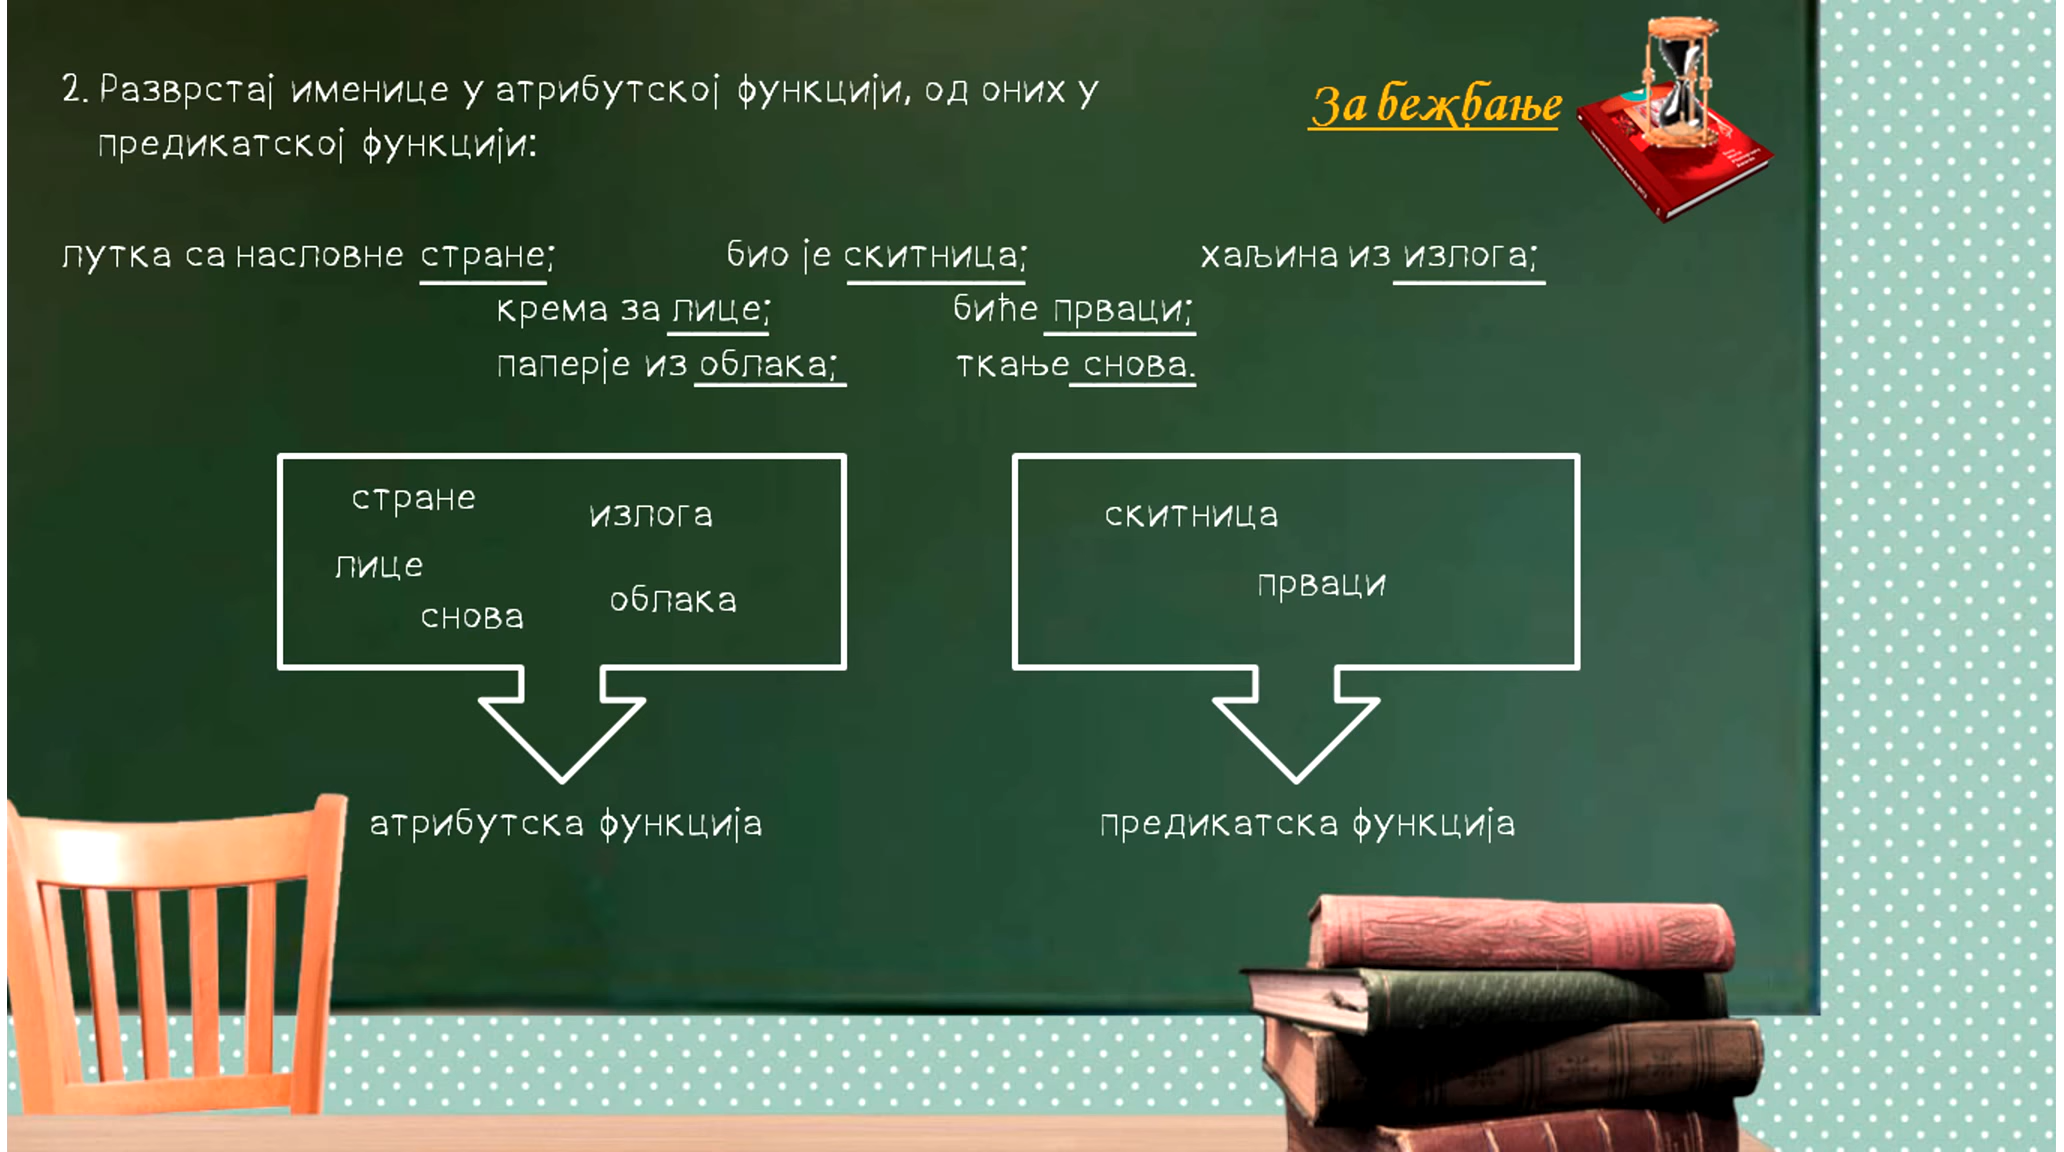 2. Разврстај именице у атрибутској функцији, од оних у
предикатској функцији:
За бежбање
лутка са насловне стране; био је скитница; хаљина из излога;
крема за лице; биће прваци;
паперје из облака; ткање снова.
стране
излога
лице
облака
снова
скитница
прваци
атрибутска функција
предикатска функција